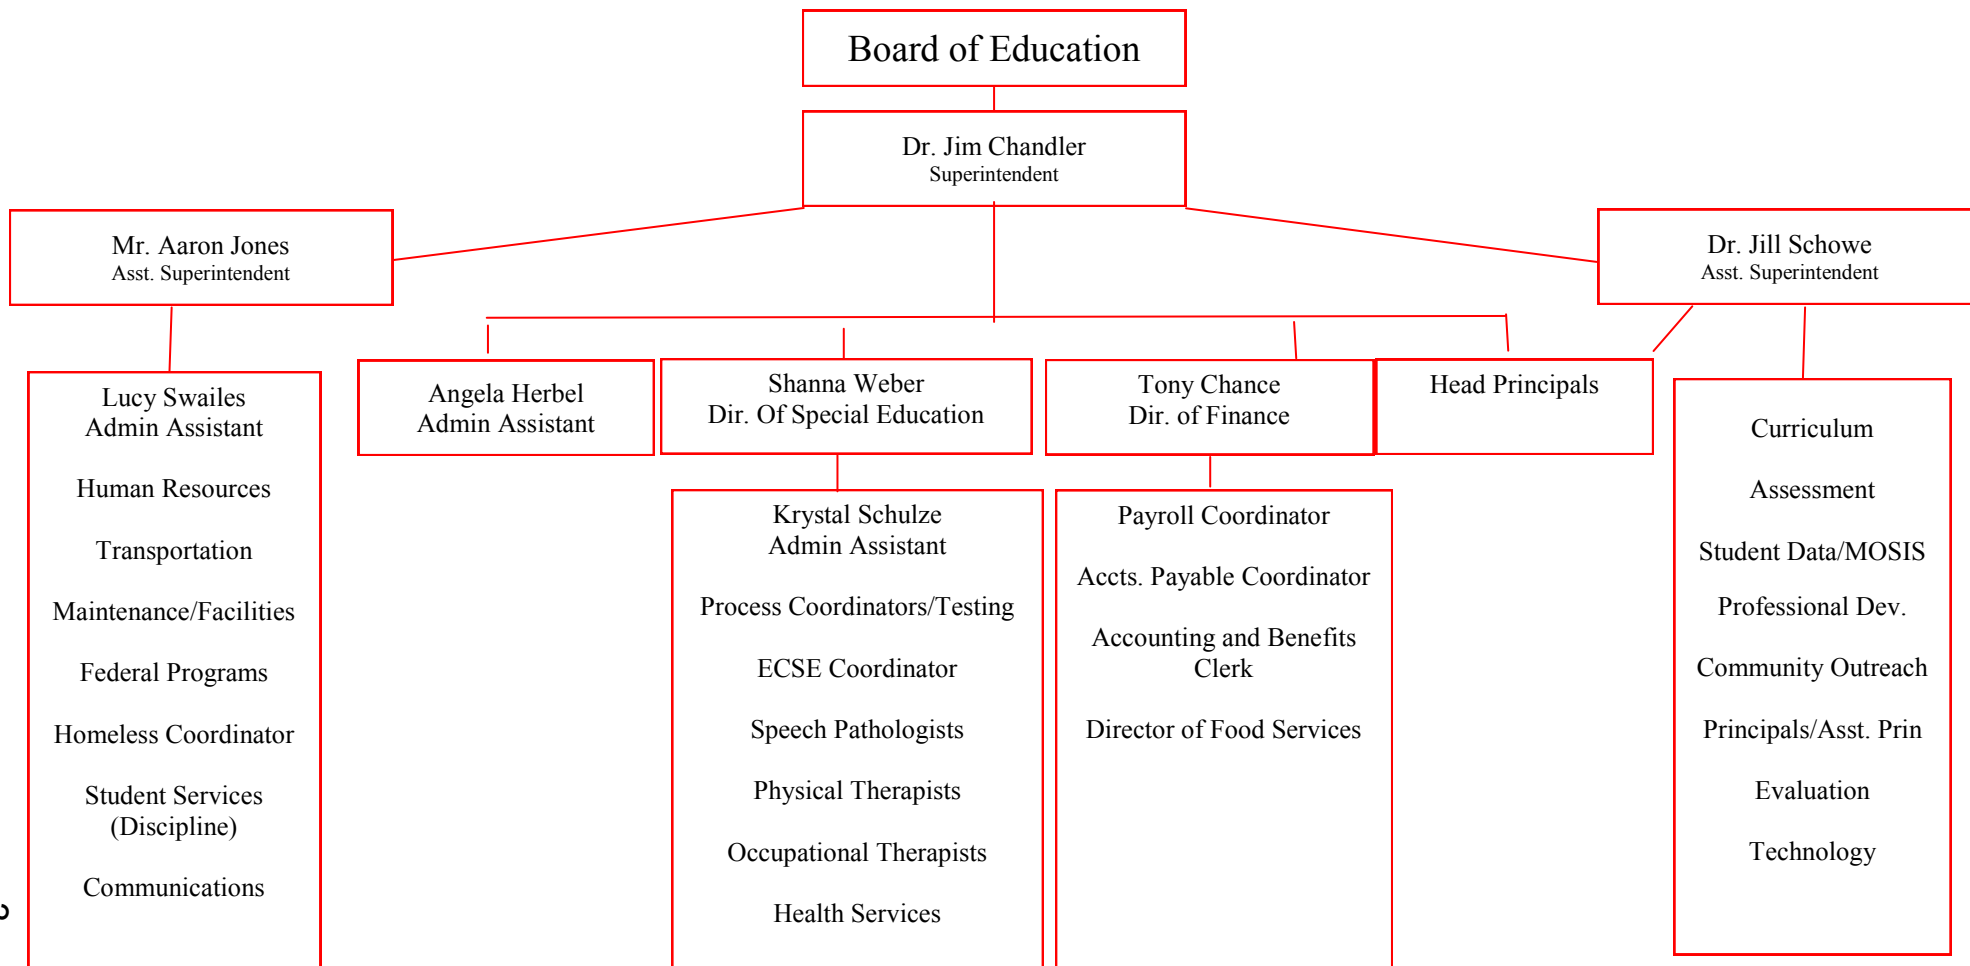 Board of Education
Dr. Jim Chandler
Superintendent
Mr. Aaron Jones
Asst. Superintendent
Dr. Jill Schowe
Asst. Superintendent
Lucy Swailes
Admin Assistant
Human Resources
Transportation
Maintenance/Facilities
Federal Programs
Homeless Coordinator
Student Services
(Discipline)
Communications
Angela Herbel
Admin Assistant
Shanna Weber
Dir. Of Special Education
Krystal Schulze
Admin Assistant
Process Coordinators/Testing
ECSE Coordinator
Speech Pathologists
Physical Therapists
Occupational Therapists
Health Services
Tony Chance
Dir. of Finance
Payroll Coordinator
Accts. Payable Coordinator
Accounting and Benefits
Clerk
Director of Food Services
Head Principals
Curriculum
Assessment
Student Data/MOSIS
Professional Dev.
Community Outreach
Principals/Asst. Prin
Evaluation
Technology